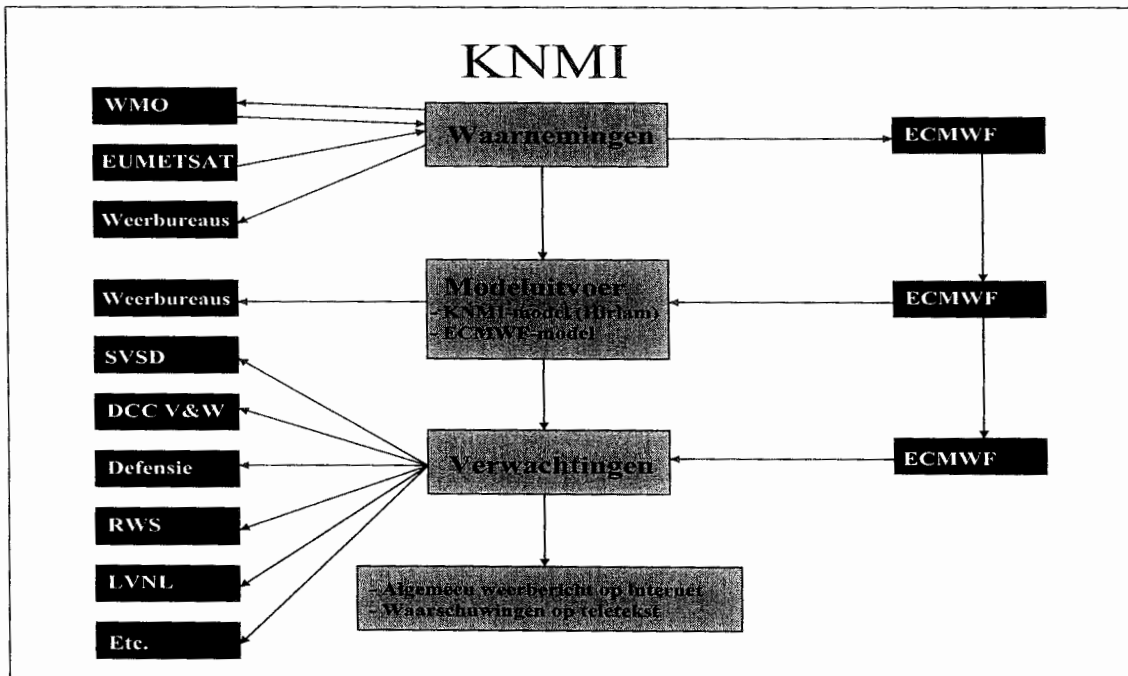 KNMI
WMO
EUMETSAT
Weerbureaus
Waarnemingen
ECMWF
Weerbureaus
Modeluitvoer
- KNMI-model (Hirlam)
- ECMWF-model
ECMWF
SVSD
DCC V&W
Defensie
RWS
LVNL
Etc.
Verwachtingen
ECMWF
- Algemeen weerbericht op Internet
- Waarschuwingen op teletekst